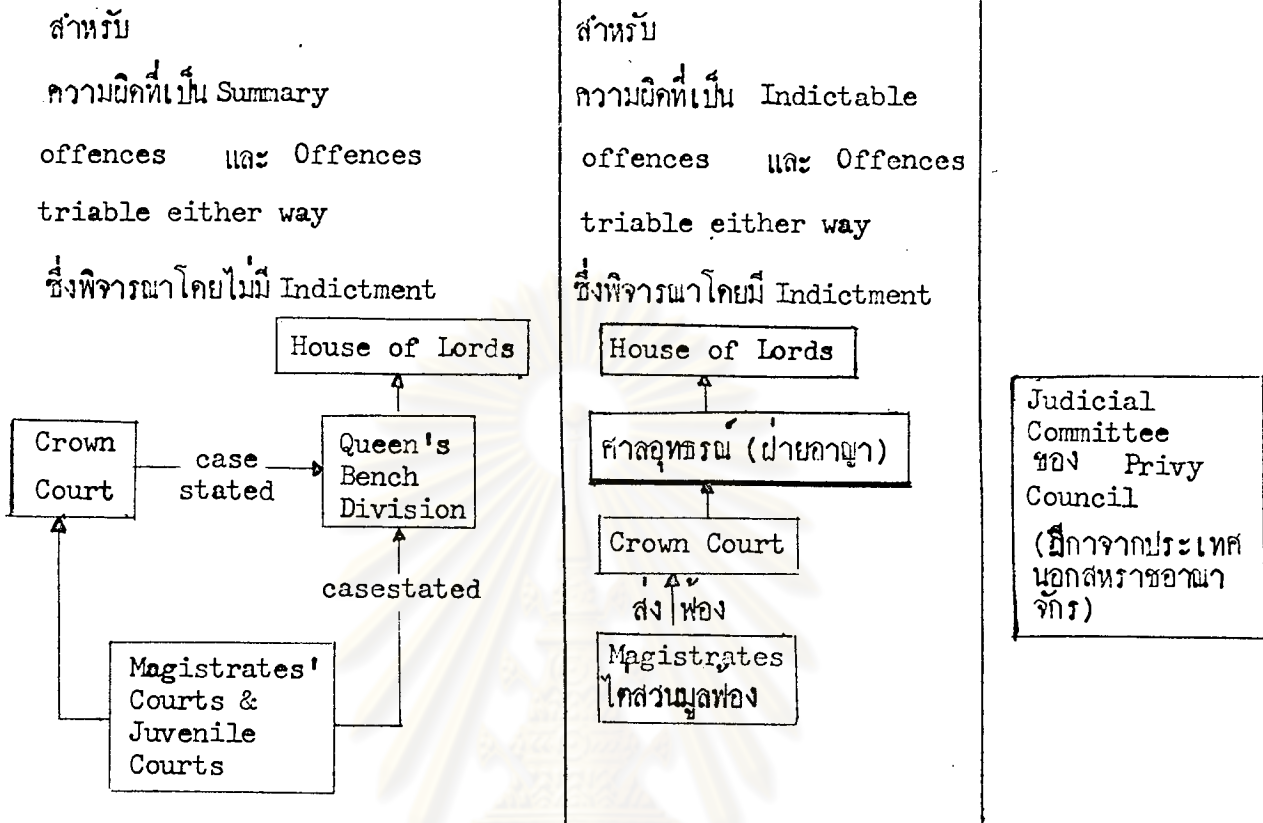 สำหรับ
ความผิดที่เป็น Summary
offences และ Offences
triable either way
ซึ่งพิจารณาโดยไม่มี Indictment
House of Lords
Crown
Court
case
stated
Queen's
Bench
Division
casestated
Magistrates'
Courts &
Juvenile
Courts
สำหรับ
ความผิดที่เป็น Indictable
offences และ Offences
triable either way
ซึ่งพิจารณาโดยมี Indictment
House of Lords
ศาลอุทธรณ์ (ฝ่ายอาญา)
Crown Court
ส่งฟ้อง
Magistrates
ไตส่วนมูลฟ้อง
Judicial
Committee
ของ Privy
Council
(ฎีกาจากประเทศ
นอกสหราชอาณา
จักร)